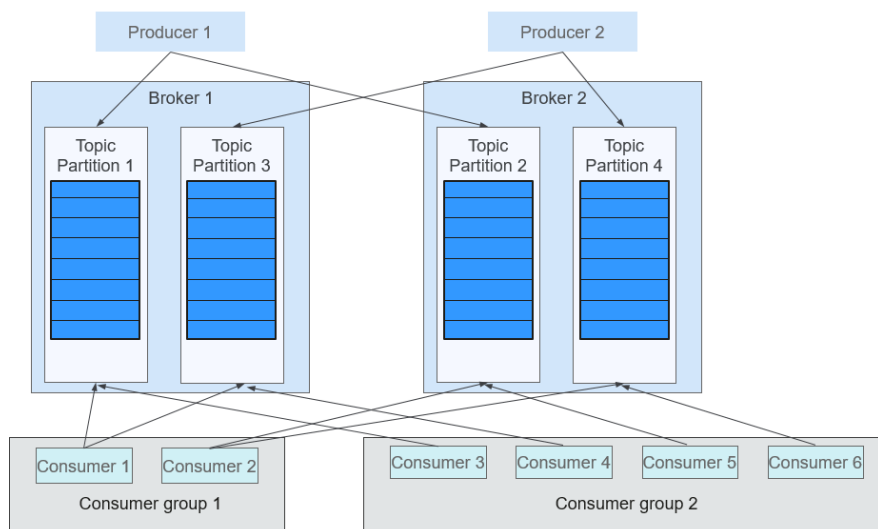 Producer 1
Producer 2
Broker 1
Broker 2
Topic
Partition 1
Topic
Partition 3
Topic
Partition 2
Topic
Partition 4
Consumer 1
Consumer 2
Consumer 3
Consumer 4
Consumer 5
Consumer 6
Consumer group 1
Consumer group 2